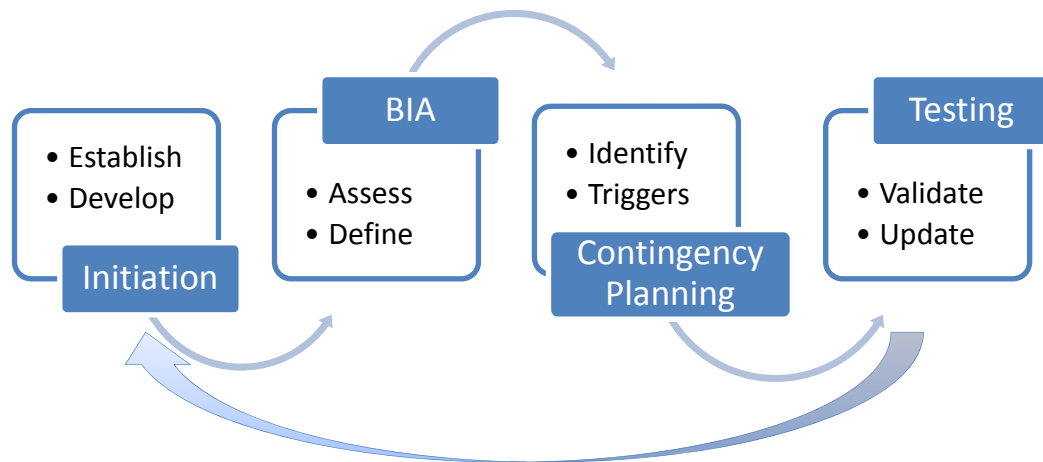 • Establish
• Develop
Initiation
BIA
• Assess
• Define
• Identify
• Triggers
Contingency
Planning
Testing
• Validate
• Update